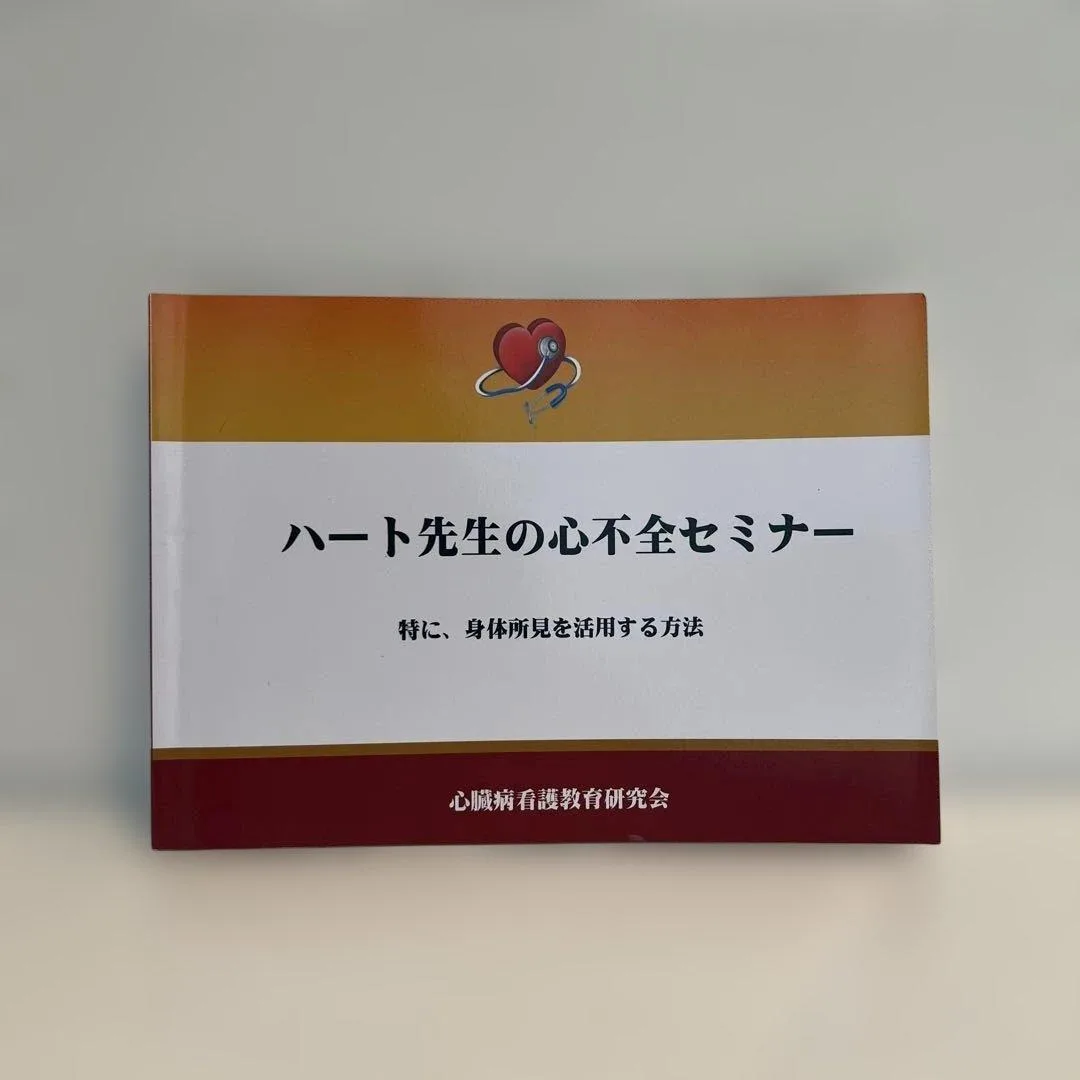 ハート先生の心不全セミナー
特に、身体所見を活用する方法
心臓病看護教育研究会